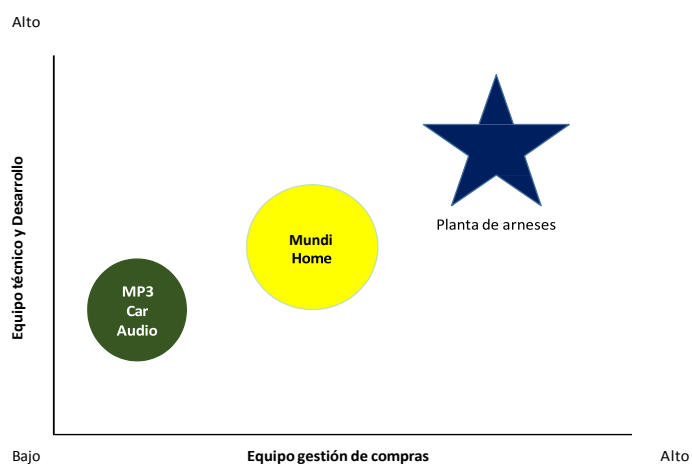 Alto
Equipo técnico y Desarrollo
Planta de arneses
Mundi
Home
MP3
Car
Audio
Bajo
Equipo gestión de compras
Alto